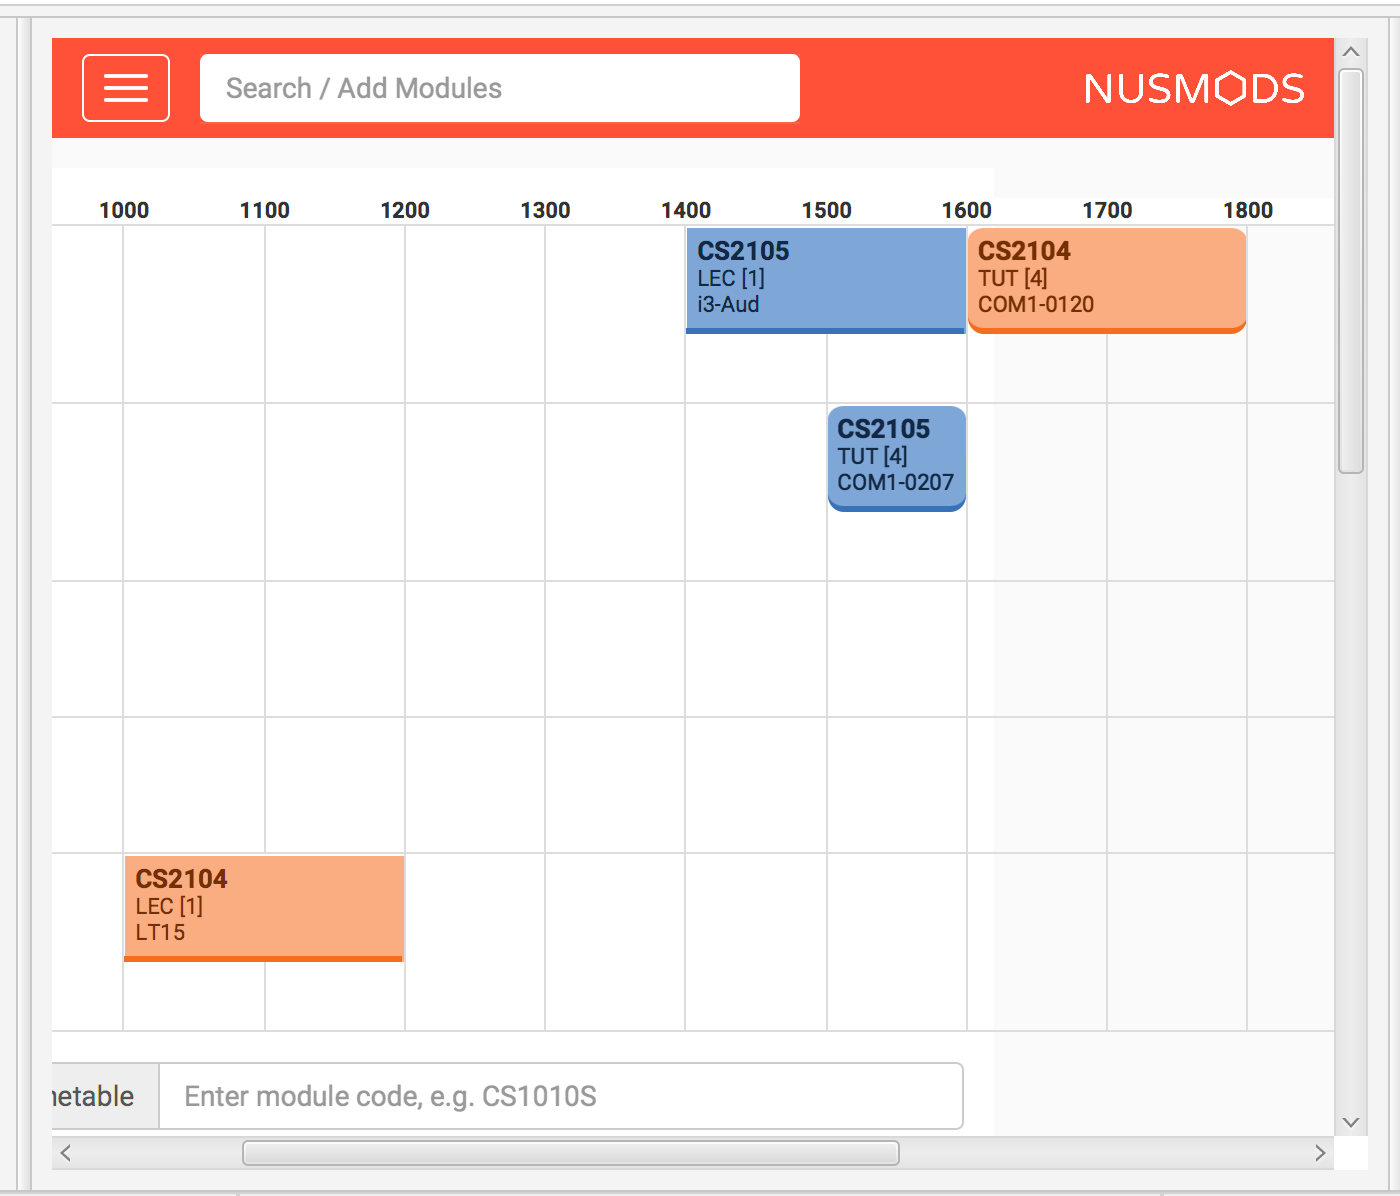 Search / Add Modules
NUSMODS
1000 1100 1200 1300 1400 1500 1600 1700 1800
CS2105
LEC [1]
i3-Aud
CS2104
TUT [4]
COM1-0120
CS2105
TUT [4]
COM1-0207
CS2104
LEC [1]
LT15
netable
Enter module code, e.g. CS1010S